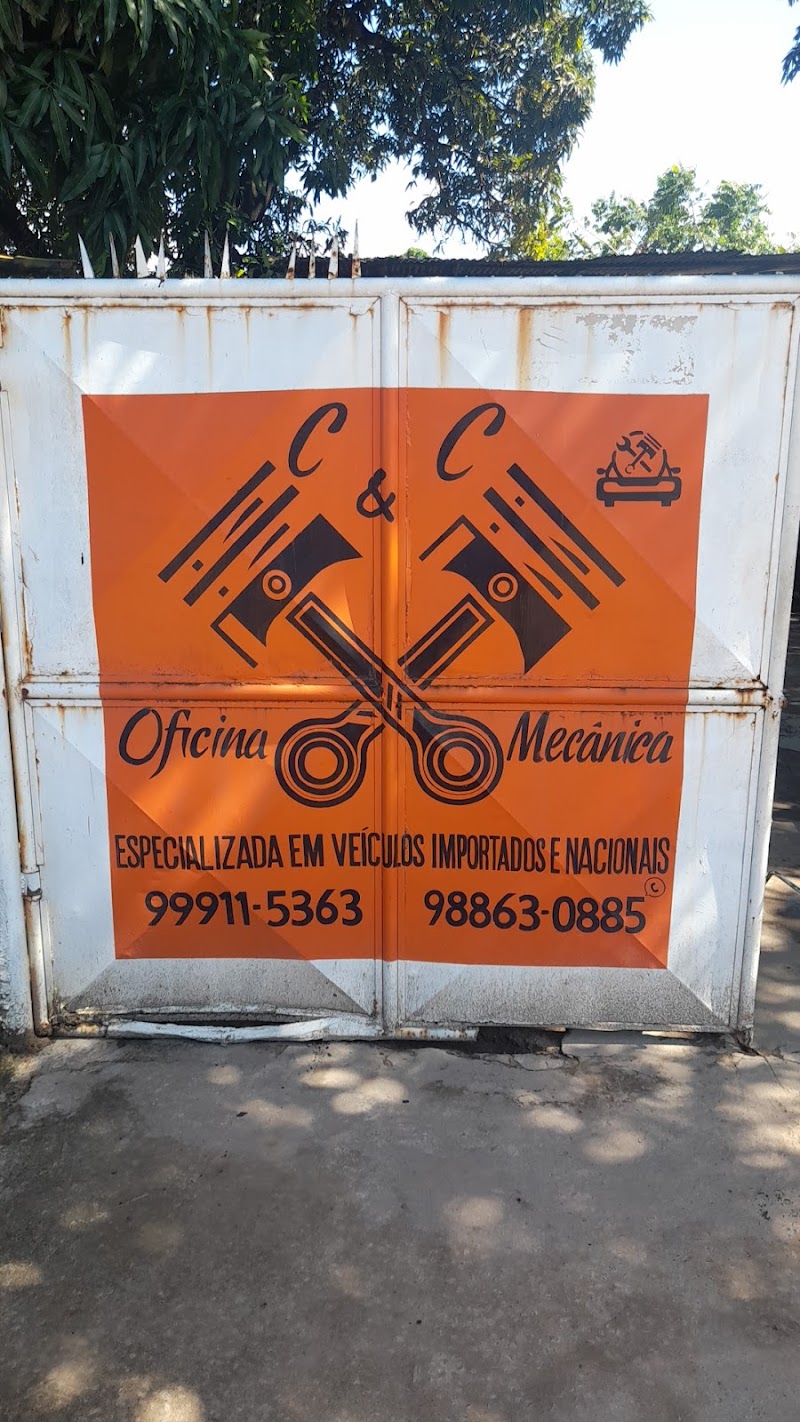 C & C
Oficina Mecânica
ESPECIALIZADA EM VEÍCULOS IMPORTADOS E NACIONAIS
99911-5363 98863-0885